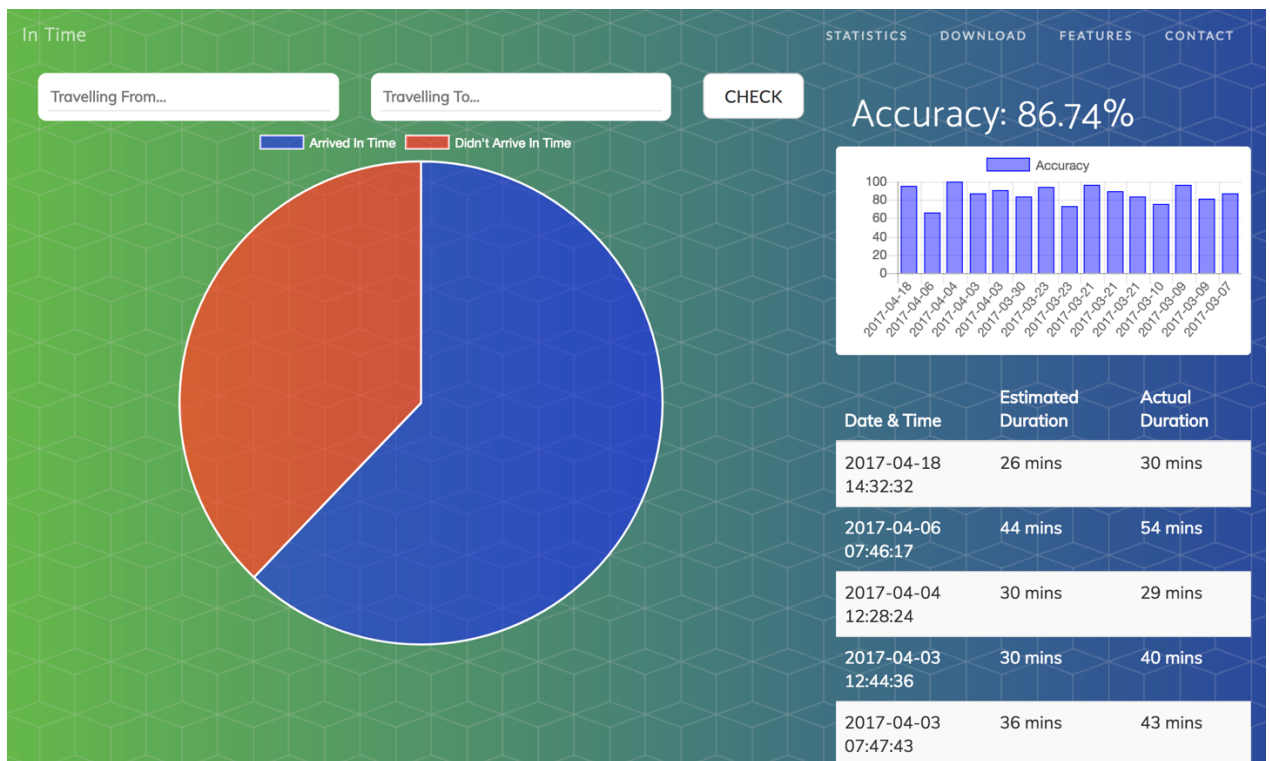 In Time
STATISTICS DOWNLOAD FEATURES CONTACT
Travelling From...
Travelling To...
CHECK
Arrived In Time
Didn't Arrive In Time
Accuracy: 86.74%
Accuracy
100
80
60
40
20
0
2017-04-18
2017-04-06
2017-04-04
2017-04-03
2017-04-03
2017-03-30
2017-03-23
2017-03-23
2017-03-21
2017-03-21
2017-03-21
2017-03-10
2017-03-09
2017-03-09
2017-03-07
Date & Time Estimated Duration Actual Duration
2017-04-18 14:32:32 26 mins 30 mins
2017-04-06 07:46:17 44 mins 54 mins
2017-04-04 12:28:24 30 mins 29 mins
2017-04-03 12:44:36 30 mins 40 mins
2017-04-03 07:47:43 36 mins 43 mins